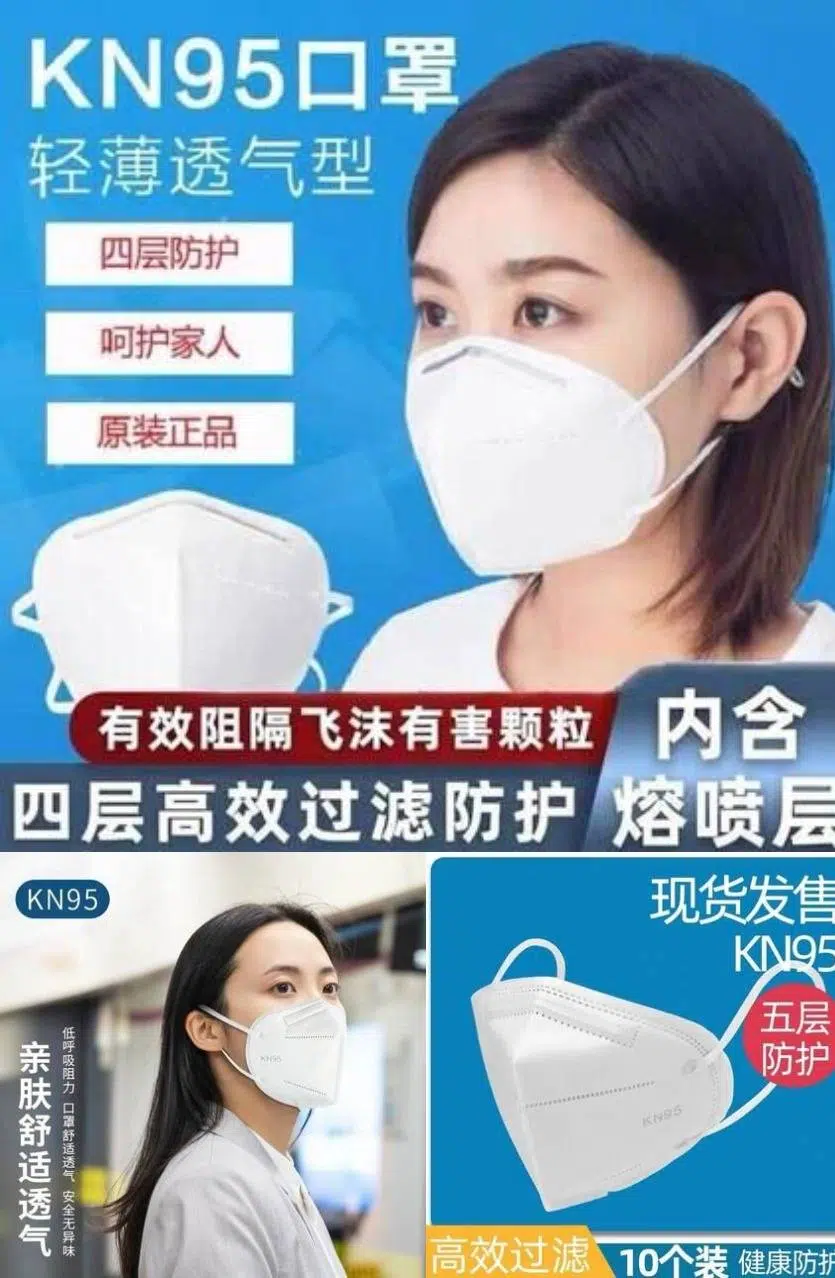 KN95口罩
轻薄透气型
四层防护
呵护家人
原装正品
有效阻隔飞沫有害颗粒
四层高效过滤防护
内含
熔喷层
KN95
亲肤舒适透气
低呼吸阻力 口罩舒适透气 安全无异味
KN95
现货发售
KN95
五层
防护
KN95
高效过滤
10个装 健康防护